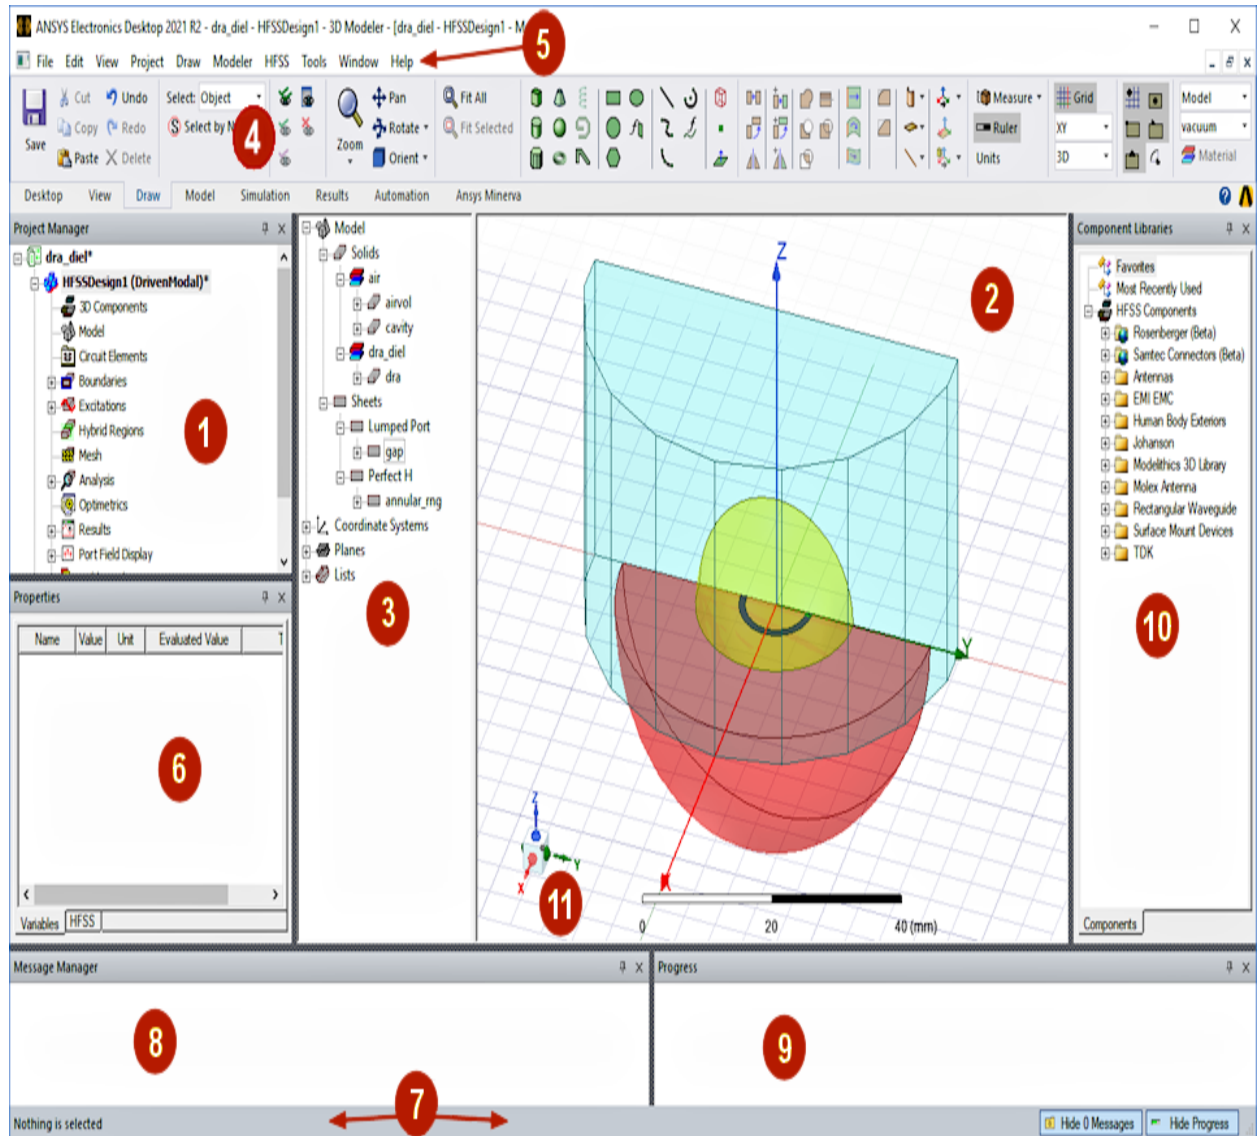 ANSYS Electronics Desktop 2021 R2 - dra_diel - HFSSDesign1 - 3D Modeler - [dra_diel - HFSSDesign1 - M
5
File Edit View Project Draw Modeler HFSS Tools Window Help
Save
Cut Undo
Copy Redo
Paste Delete
Select: Object
Select by N
4
Zoom
Pan
Rotate
Orient
Fit All
Fit Selected
Measure
Ruler
Units
Grid
XY
3D
Model
vacuum
Material
Desktop View Draw Model Simulation Results Automation Ansys Minerva
Project Manager
dra_diel*
HFSSDesign1 (DrivenModal)*
3D Components
Model
Circuit Elements
Boundaries
Excitations
Hybrid Regions
Mesh
Analysis
Optimetrics
Results
Port Field Display
1
Model
Solids
air
airvol
cavity
dra_diel
dra
Sheets
Lumped Port
gap
Perfect H
annular_rng
Coordinate Systems
Planes
Lists
3
Z
2
Y
X
Z
Y
X
11
0 20 40 (mm)
Component Libraries
Favorites
Most Recently Used
HFSS Components
Rosenberger (Beta)
Samtec Connectors (Beta)
Antennas
EMI EMC
Human Body Exteriors
Johanson
Modelithics 3D Library
Molex Antenna
Rectangular Waveguide
Surface Mount Devices
TDK
10
Components
Properties
Name Value Unit Evaluated Value T
6
Variables HFSS
Message Manager
8
Progress
9
7
Nothing is selected
Hide 0 Messages Hide Progress